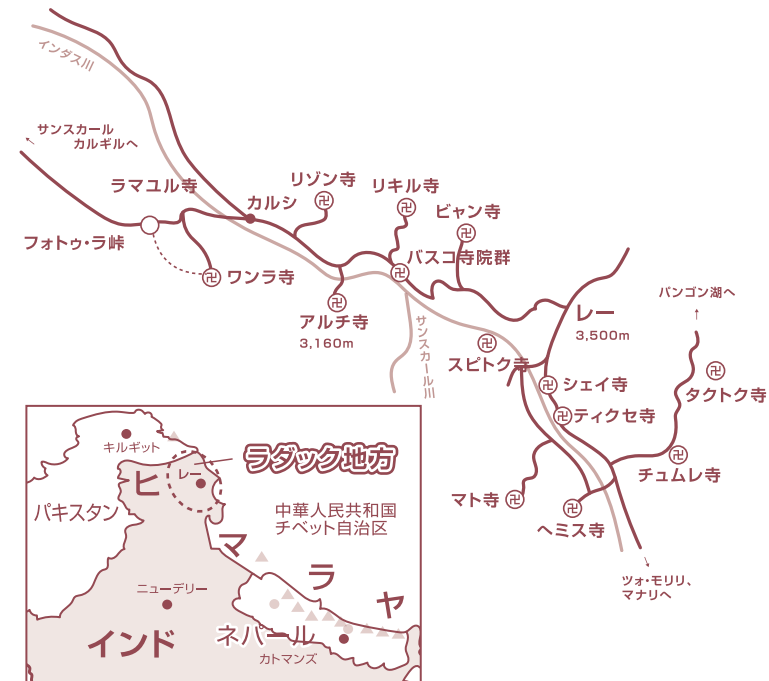 インダス川
サンスカール
カルギルへ
ラマユル寺
カルシ
リゾン寺
リキル寺
ビャン寺
フォトゥ・ラ峠
ワンラ寺
バスコ寺院群
アルチ寺
3,160m
サンスカール川
レー
3,500m
パンゴン湖へ
スピトク寺
シェイ寺
タクトク寺
ティクセ寺
チュムレ寺
マト寺
ヘミス寺
ツォ・モリリ、
マナリへ
キルギット
ラダック地方
レー
ヒ
パキスタン
中華人民共和国
チベット自治区
マ
ラ
ニューデリー
ヤ
インド
ネパール
カトマンズ